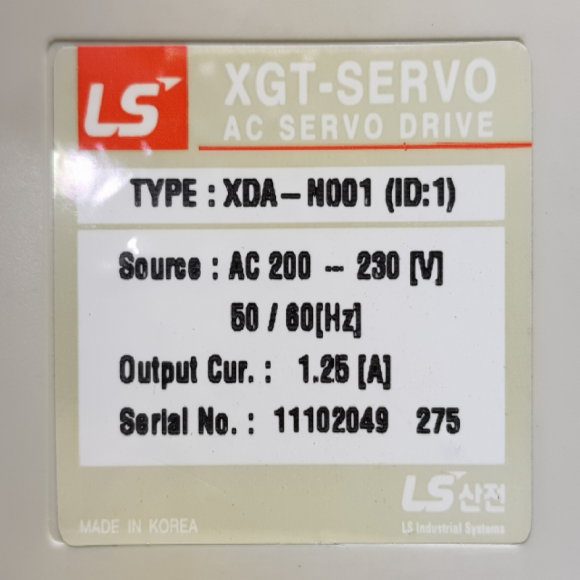 LS
XGT-SERVO
AC SERVO DRIVE
TYPE : XDA-N001 (ID:1)
Source : AC 200 - 230 [V]
50 / 60[Hz]
Output Cur. : 1.25 [A]
Serial No. : 11102049 275
LS산전
MADE IN KOREA
LS Industrial Systems